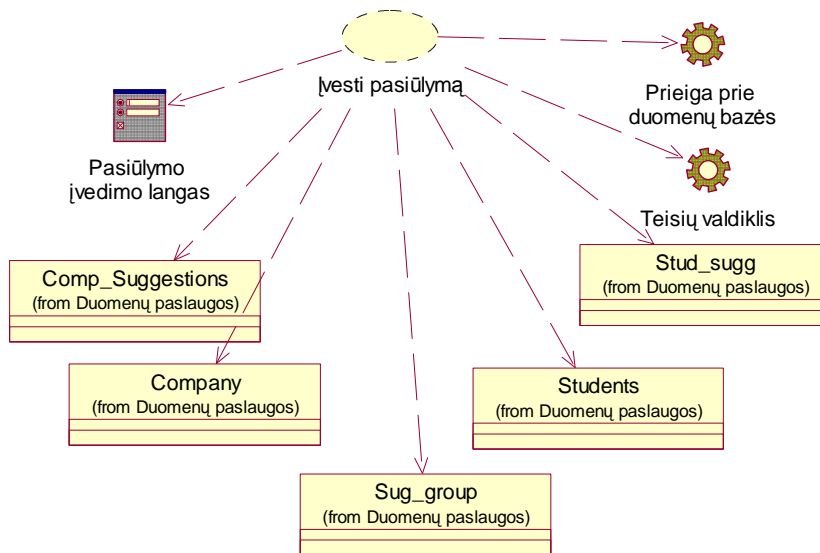 Įvesti pasiūlymą
Prieiga prie
duomenų bazės
Pasiūlymo
įvedimo langas
Teisių valdiklis
Comp_Suggestions
(from Duomenų paslaugos)
Stud_sugg
(from Duomenų paslaugos)
Company
(from Duomenų paslaugos)
Students
(from Duomenų paslaugos)
Sug_group
(from Duomenų paslaugos)